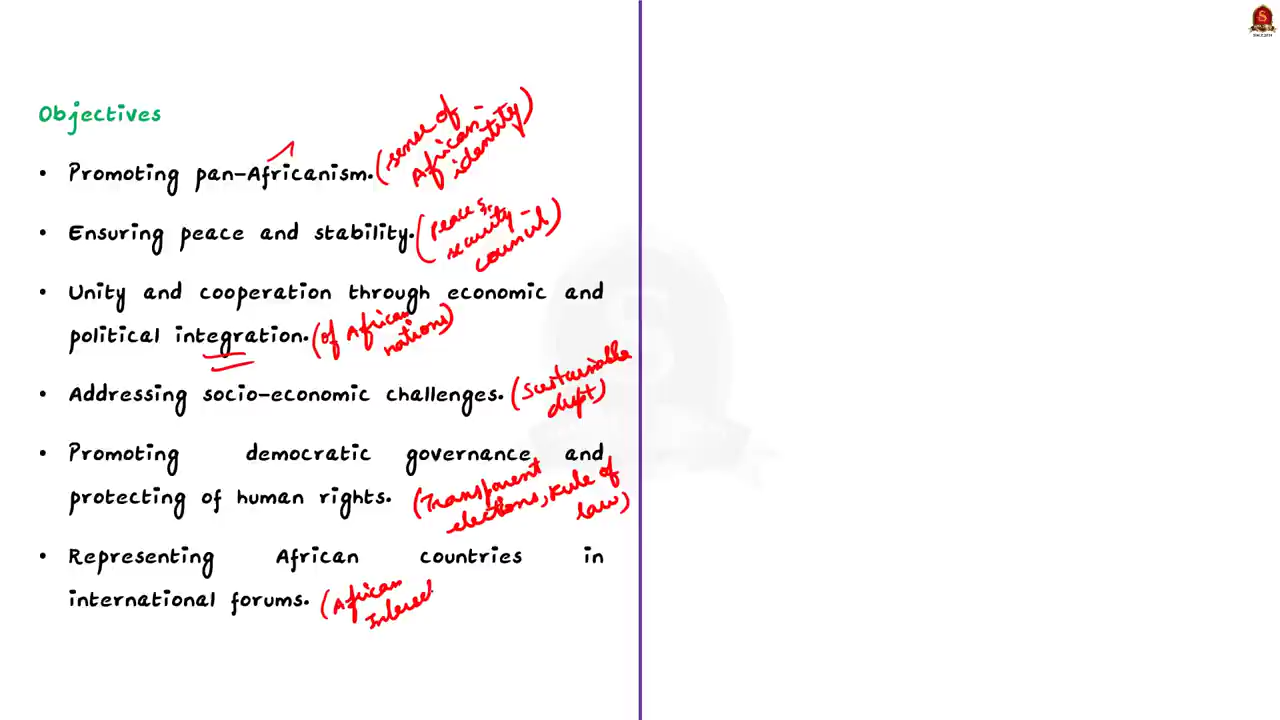 Objectives
• Promoting pan-Africanism. (sense of
African-
identity)
• Ensuring peace and stability. (Peace &
security -
council)
• Unity and cooperation through economic and
political integration. (of African
nations)
• Addressing socio-economic challenges. (Sustainable
dvpt)
• Promoting democratic governance and
protecting of human rights. (Transparent
elections, Rule of
law)
• Representing African countries in
international forums. (African
Interest